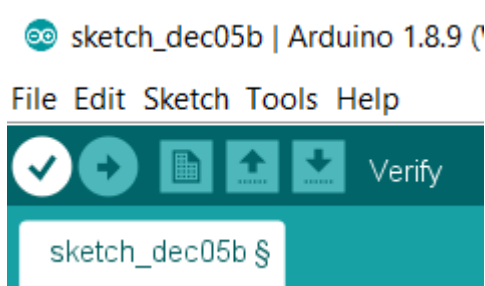 sketch_dec05b | Arduino 1.8.9 (
File Edit Sketch Tools Help
Verify
sketch_dec05b §